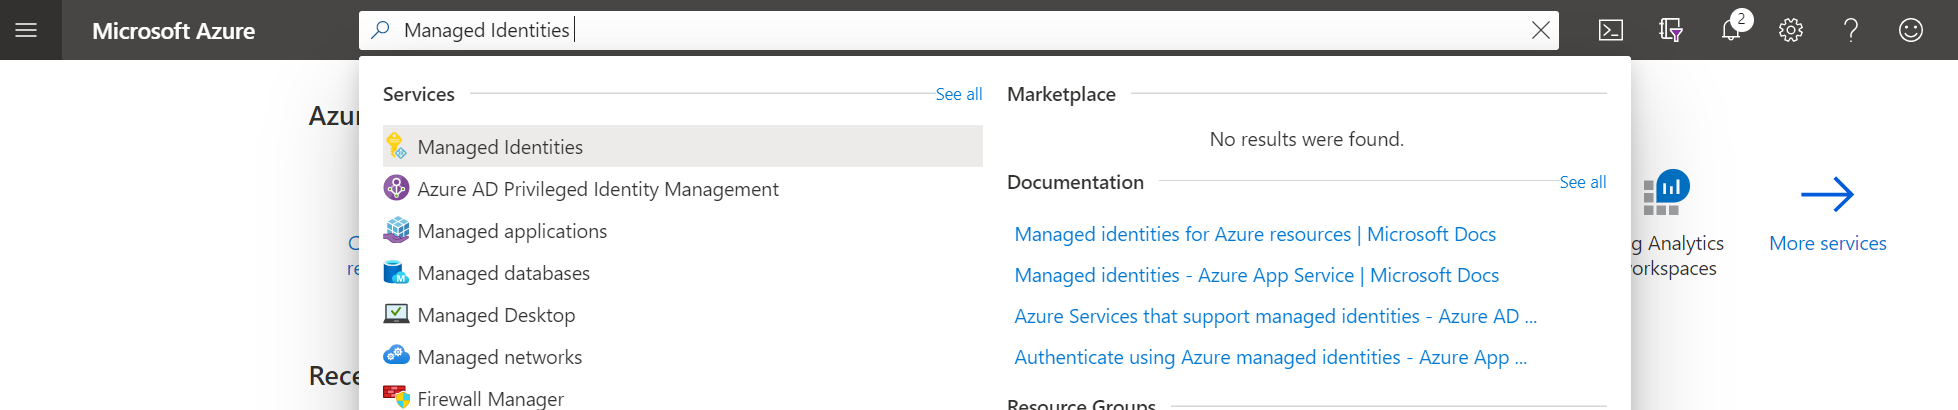 Microsoft Azure
Managed Identities
2
Services
See all
Managed Identities
Azure AD Privileged Identity Management
Managed applications
Managed databases
Managed Desktop
Managed networks
Firewall Manager
Marketplace
No results were found.
Documentation
See all
Managed identities for Azure resources | Microsoft Docs
Managed identities - Azure App Service | Microsoft Docs
Azure Services that support managed identities - Azure AD ...
Authenticate using Azure managed identities - Azure App ...
Resource Groups
Azu
C
re
Rece
g Analytics
orkspaces
More services